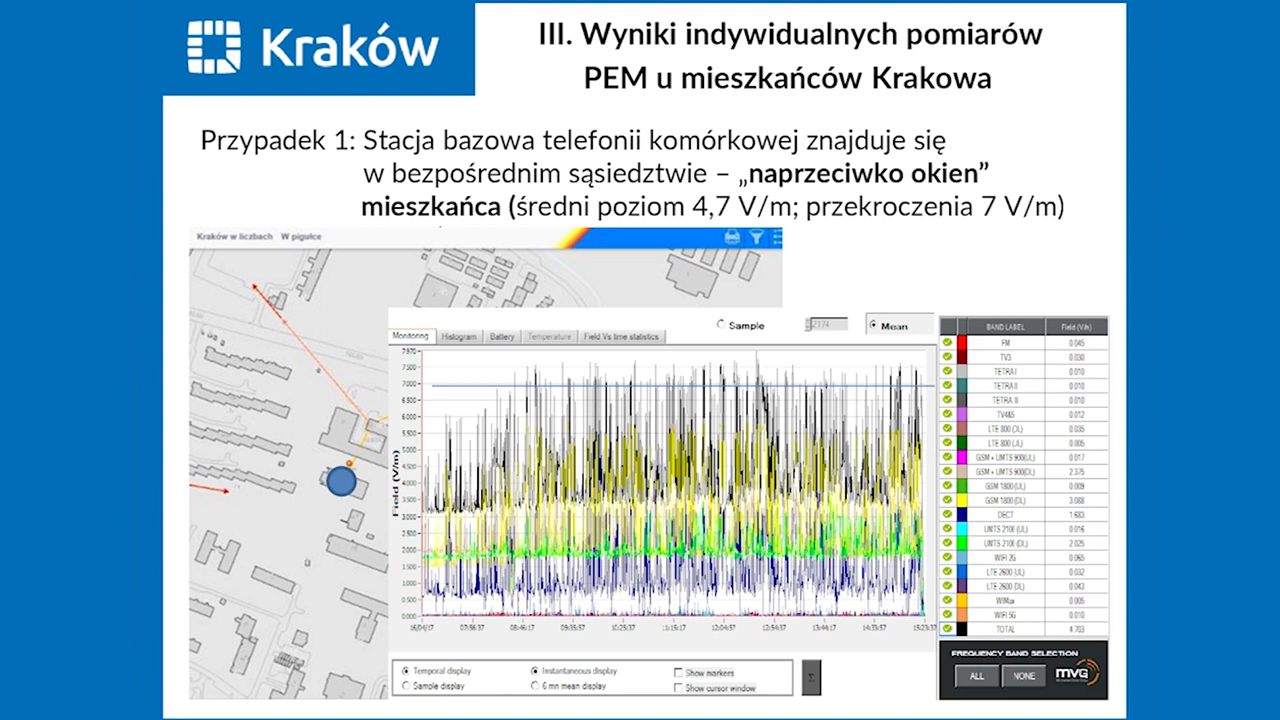 Kraków
III. Wyniki indywidualnych pomiarów
PEM u mieszkańców Krakowa
Przypadek 1: Stacja bazowa telefonii komórkowej znajduje się
w bezpośrednim sąsiedztwie – „naprzeciwko okien”
mieszkańca (średni poziom 4,7 V/m; przekroczenia 7 V/m)
Kraków w liczbach W pigułce
Sample
2174
Mean
Monitoring Histogram Battery Temperature Field Vs time statistics
Field (V/m)
7.970
7.500
7.000
6.500
6.000
5.500
5.000
4.500
4.000
3.500
3.000
2.500
2.000
1.500
1.000
0.500
0.000
16/04/17 07:56:37 08:46:17 09:35:57 10:25:37 11:15:17 12:04:57 12:54:37 13:44:17 14:33:57 15:23:37
BAND LABEL Field (V/m)
FM 0.045
TV3 0.030
TETRA I 0.010
TETRA II 0.010
TETRA III 0.010
TV4&5 0.012
LTE 800 (DL) 0.035
LTE 800 (UL) 0.005
GSM + UMTS 900(UL) 0.017
GSM + UMTS 900(DL) 2.375
GSM 1800 (UL) 0.009
GSM 1800 (DL) 3.088
DECT 1.683
UMTS 2100 (UL) 0.016
UMTS 2100 (DL) 2.025
WIFI 2G 0.065
LTE 2600 (UL) 0.032
LTE 2600 (DL) 0.043
WiMax 0.005
WIFI 5G 0.010
TOTAL 4.703
FREQUENCY BAND SELECTION
ALL NONE mvg
Temporal display Instantaneous display Show markers
Sample display 6 mn mean display Show cursor window